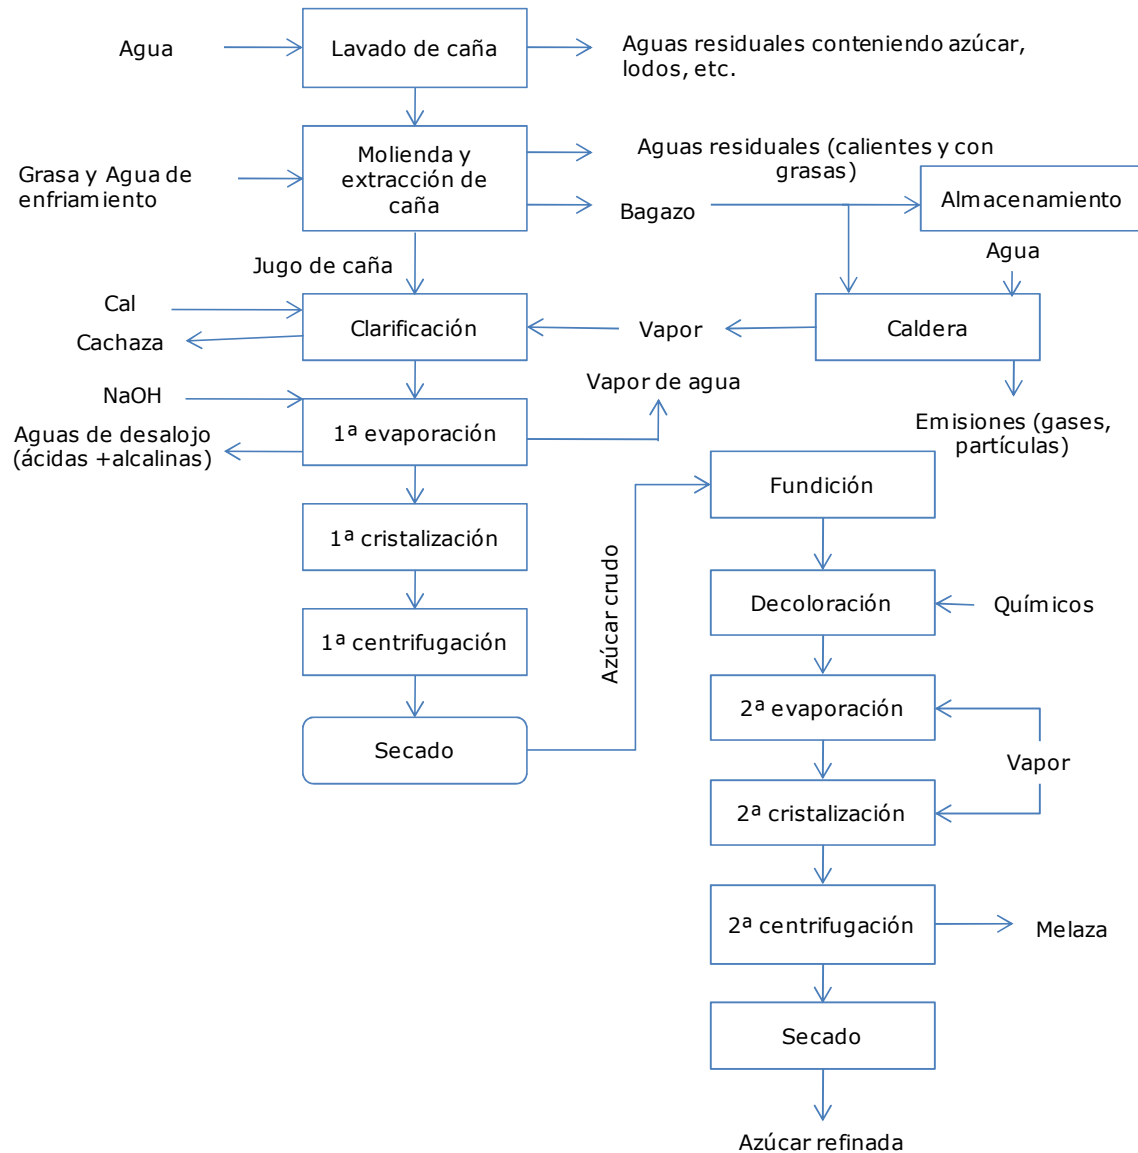 Agua
Lavado de caña
Aguas residuales conteniendo azúcar,
lodos, etc.
Grasa y Agua de
enfriamiento
Molienda y
extracción de
caña
Aguas residuales (calientes y con
grasas)
Bagazo
Almacenamiento
Agua
Jugo de caña
Cal
Cachaza
Clarificación
Vapor
Caldera
NaOH
Aguas de desalojo
(ácidas +alcalinas)
1ª evaporación
Vapor de agua
Emisiones (gases,
partículas)
1ª cristalización
1ª centrifugación
Secado
Azúcar crudo
Fundición
Decoloración
Químicos
2ª evaporación
Vapor
2ª cristalización
2ª centrifugación
Melaza
Secado
Azúcar refinada